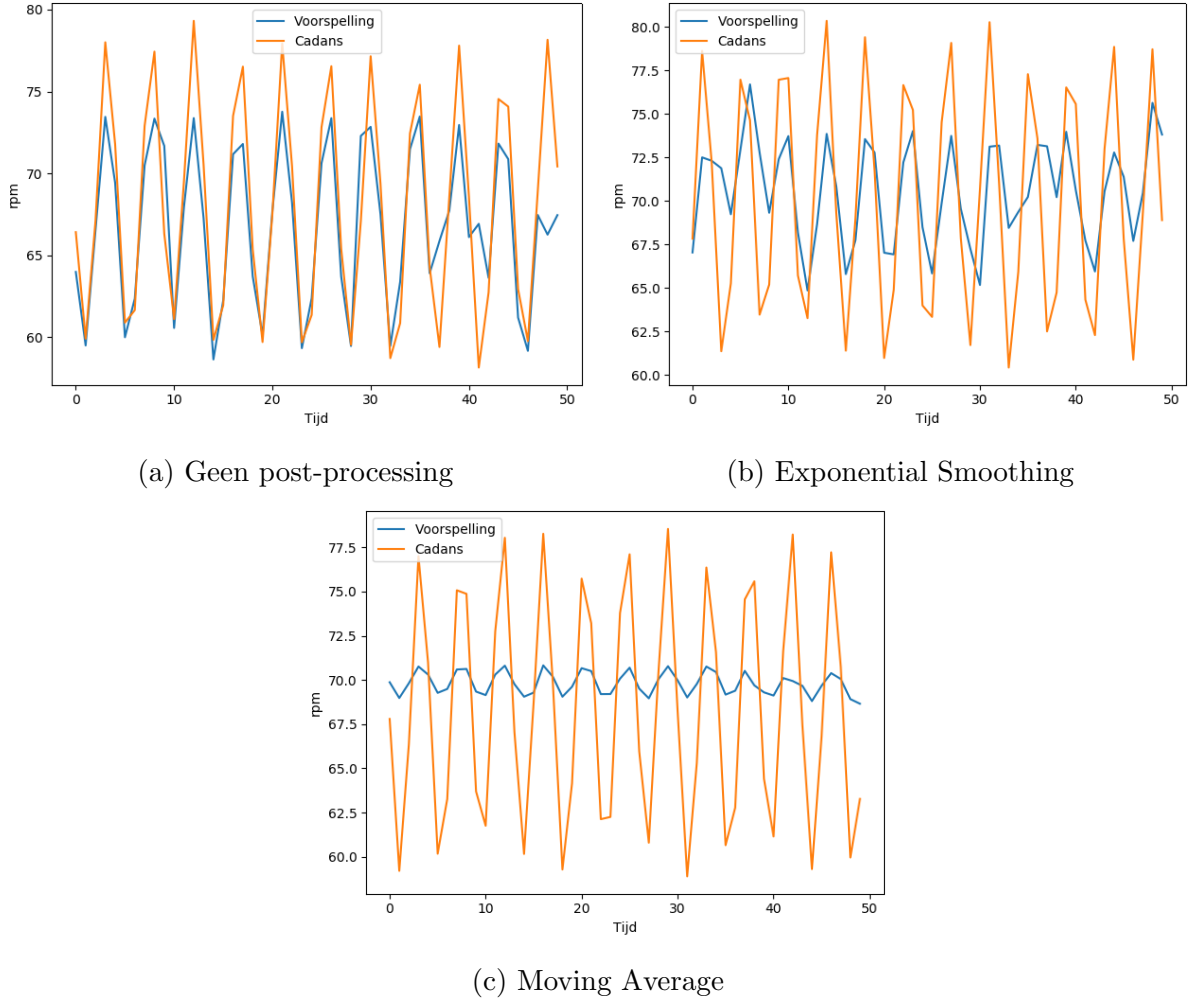 80
75
70
65
60
rpm
Voorspelling
Cadans
0
10
20
30
40
50
Tijd
(a) Geen post-processing
80.0
77.5
75.0
72.5
70.0
67.5
65.0
62.5
60.0
rpm
Voorspelling
Cadans
0
10
20
30
40
50
Tijd
(b) Exponential Smoothing
77.5
75.0
72.5
70.0
67.5
65.0
62.5
60.0
rpm
Voorspelling
Cadans
0
10
20
30
40
50
Tijd
(c) Moving Average